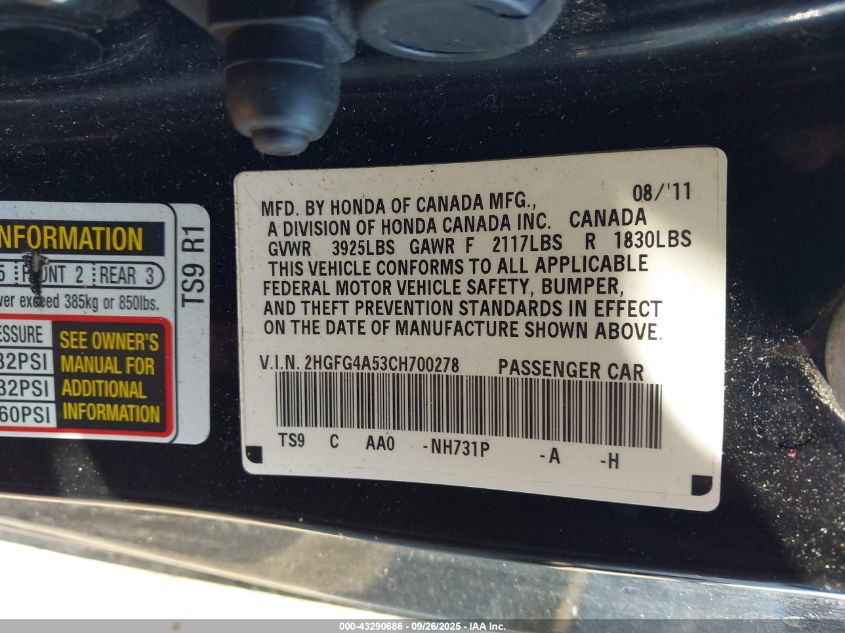 NFORMATION
5 FRONT 2 REAR 3
ver exceed 385kg or 850lbs.
ESSURE
32PSI
32PSI
60PSI
SEE OWNER'S
MANUAL FOR
ADDITIONAL
INFORMATION
TS9 R1
MFD. BY HONDA OF CANADA MFG., 08/'11
A DIVISION OF HONDA CANADA INC. CANADA
GVWR 3925LBS GAWR F 2117LBS R 1830LBS
THIS VEHICLE CONFORMS TO ALL APPLICABLE
FEDERAL MOTOR VEHICLE SAFETY, BUMPER,
AND THEFT PREVENTION STANDARDS IN EFFECT
ON THE DATE OF MANUFACTURE SHOWN ABOVE.
V.I.N. 2HGFG4A53CH700278 PASSENGER CAR
TS9 C AA0 -NH731P -A -H
000-43290686 - 09/26/2025 - IAA Inc.